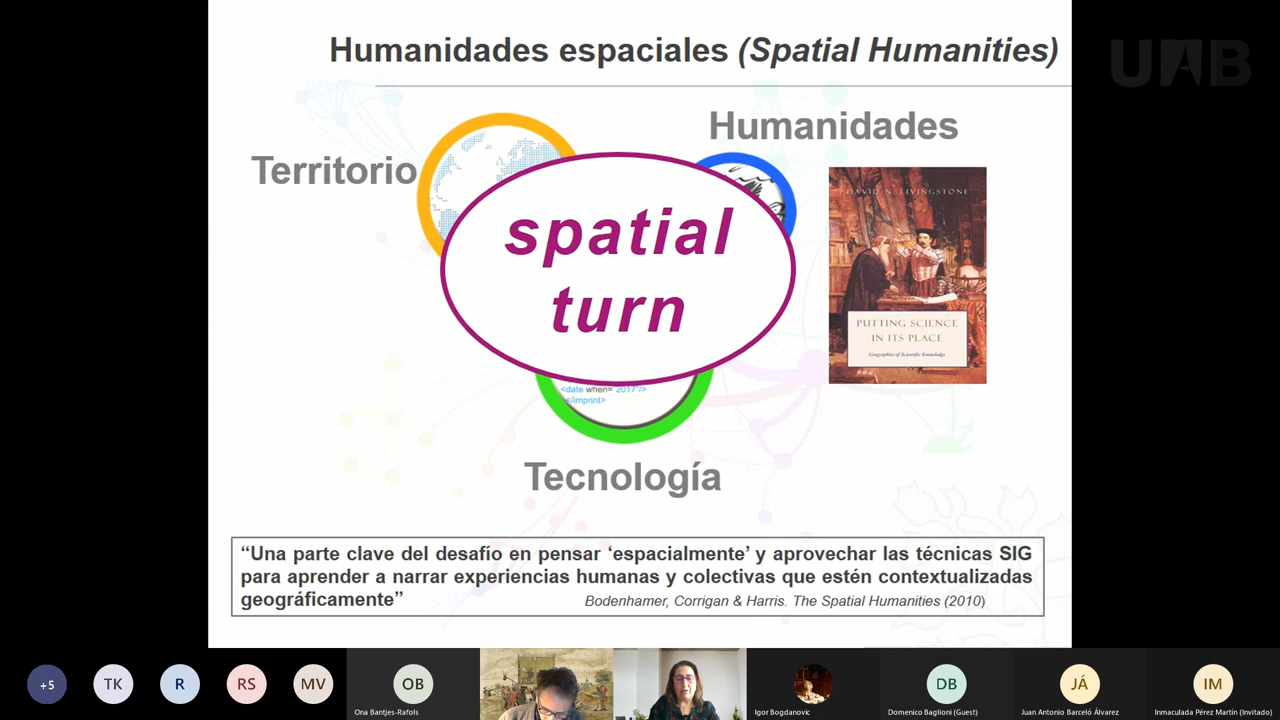 Humanidades espaciales (Spatial Humanities)
UAB
Humanidades
Territorio
DAVID N. LIVINGSTONE
spatial
turn
PUTTING SCIENCE
IN ITS PLACE
Geographies of Scientific Knowledge
<date when="2017"/>
</imprint>
Tecnología
“Una parte clave del desafío en pensar ‘espacialmente’ y aprovechar las técnicas SIG
para aprender a narrar experiencias humanas y colectivas que estén contextualizadas
geográficamente”
Bodenhamer, Corrigan & Harris. The Spatial Humanities (2010)
+5
TK
R
RS
MV
OB
DB
JÁ
IM
Ona Bantjes-Rafols
Igor Bogdanovic
Domenico Baglioni (Guest)
Juan Antonio Barceló Álvarez
Inmaculada Pérez Martín (Invitado)